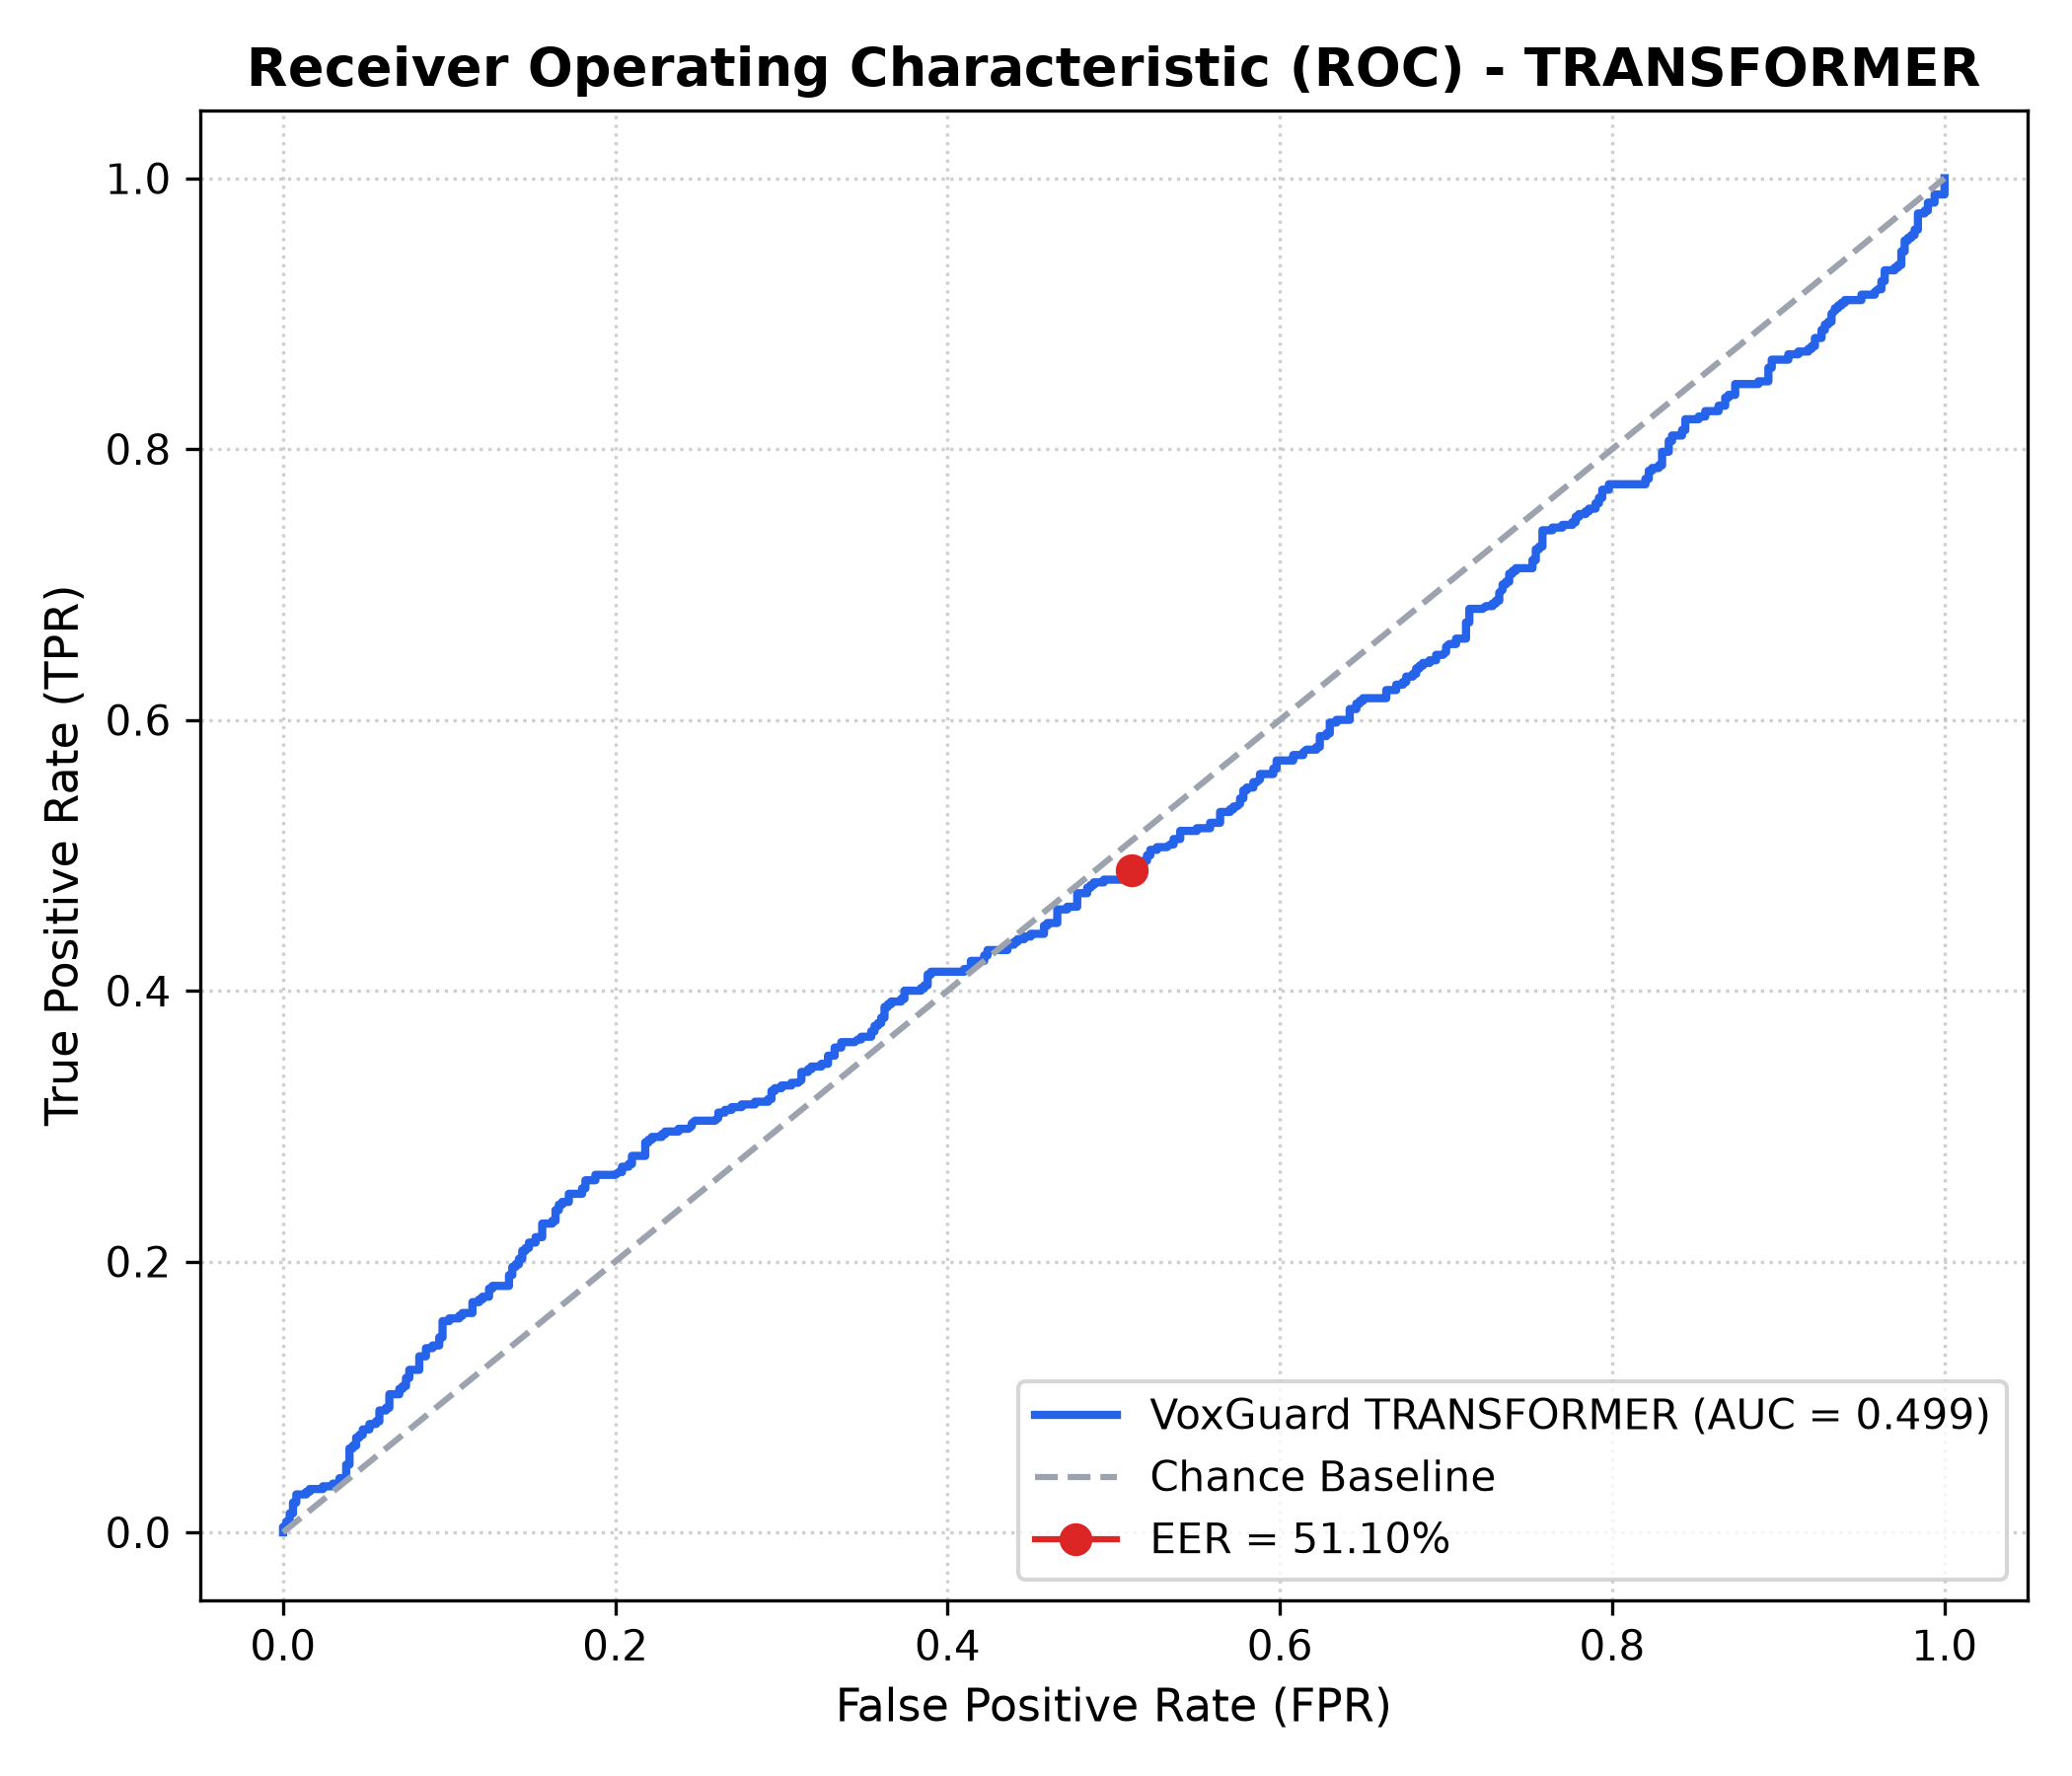 Receiver Operating Characteristic (ROC) - TRANSFORMER
True Positive Rate (TPR)
1.0
0.8
0.6
0.4
0.2
0.0
VoxGuard TRANSFORMER (AUC = 0.499)
Chance Baseline
EER = 51.10%
0.0 0.2 0.4 0.6 0.8 1.0
False Positive Rate (FPR)